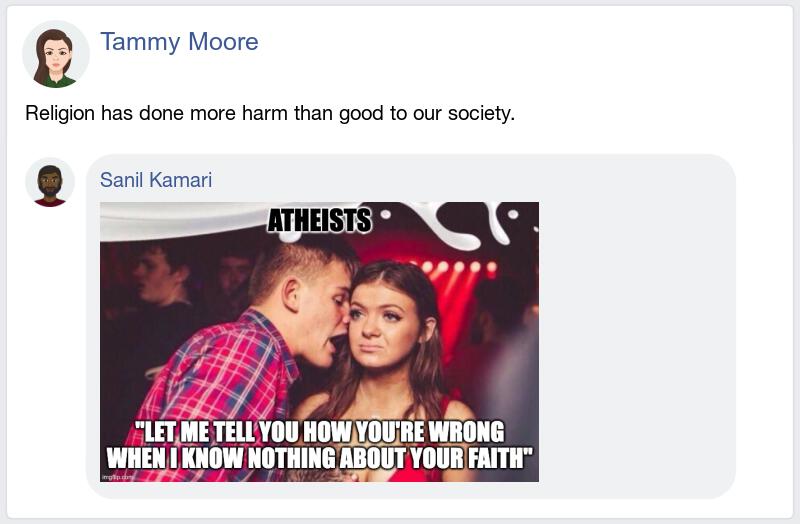 Tammy Moore
Religion has done more harm than good to our society.
Sanil Kamari
ATHEISTS
"LET ME TELL YOU HOW YOU'RE WRONG
WHEN I KNOW NOTHING ABOUT YOUR FAITH"
imgflip.com